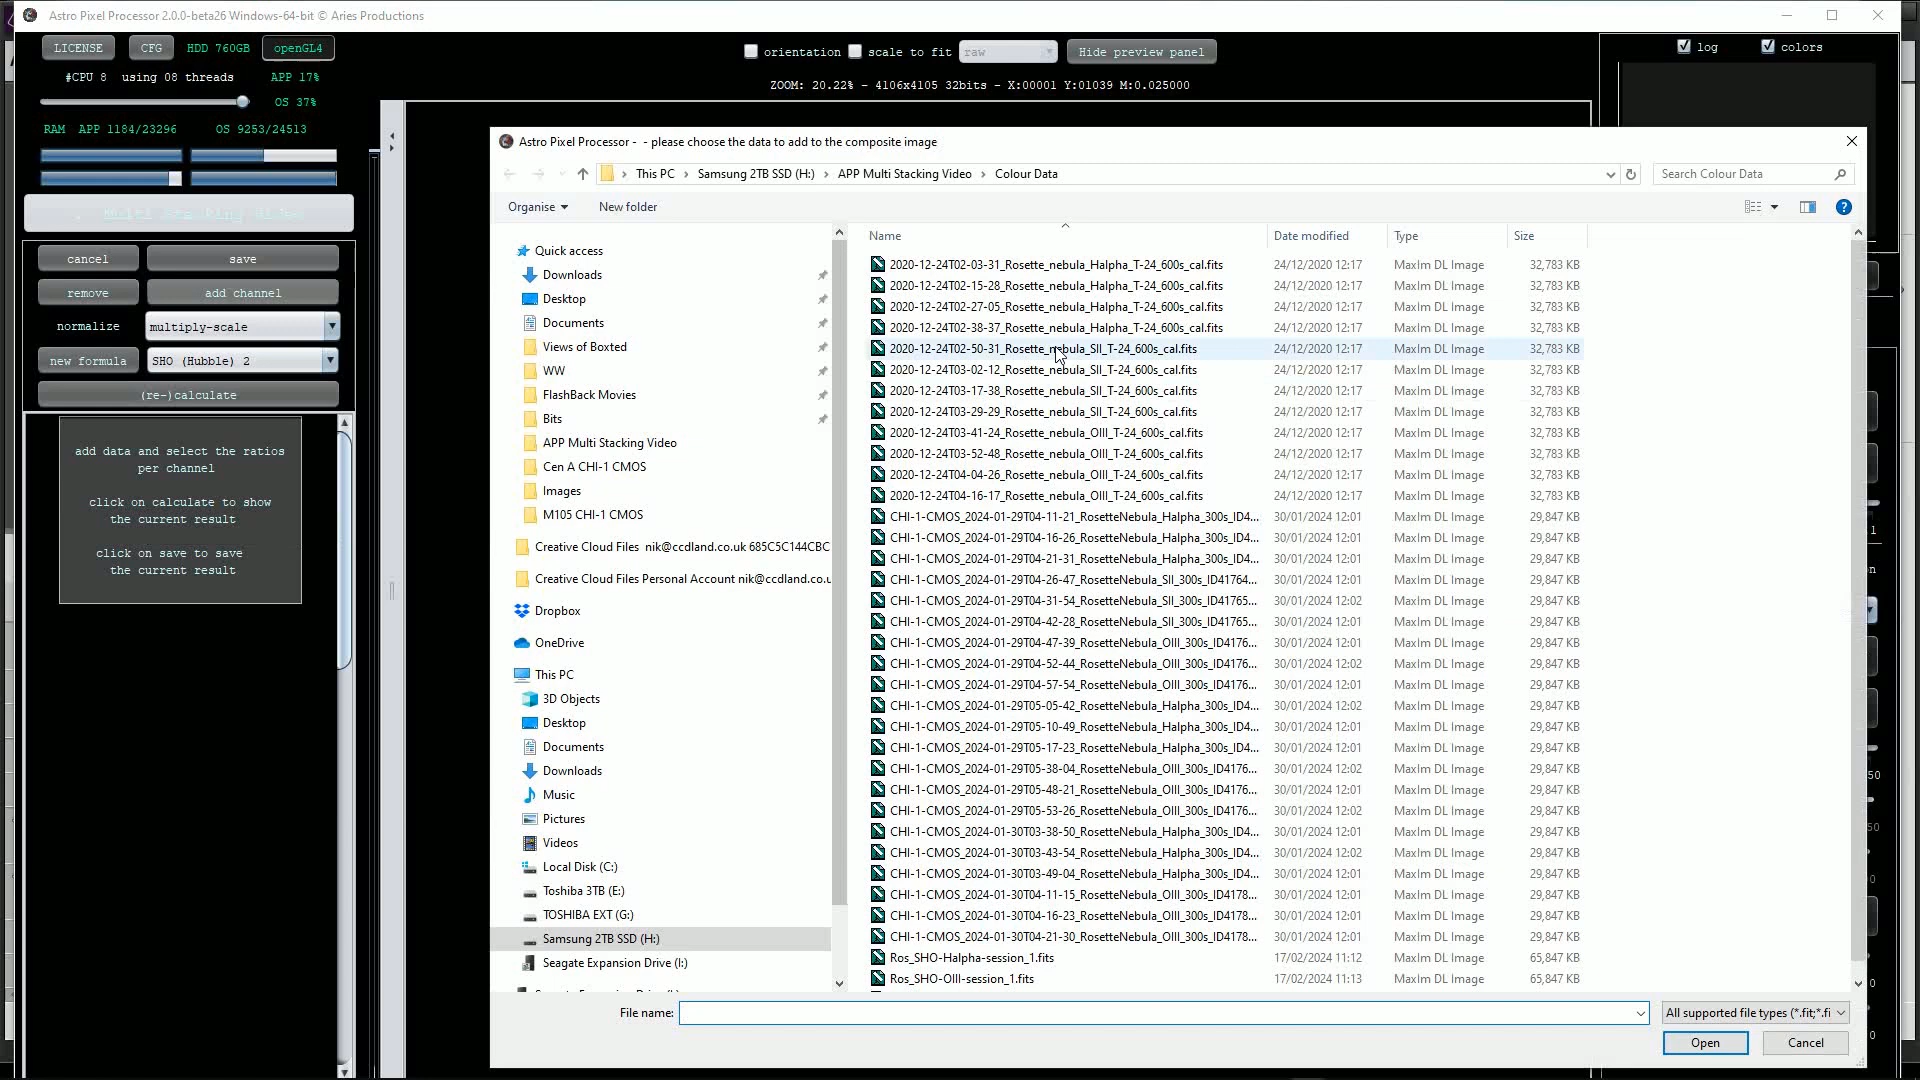 Astro Pixel Processor 2.0.0-beta26 Windows-64-bit © Aries Productions
LICENSE CFG HDD 760GB openGL4
#CPU 8 using 08 threads APP 17%
OS 37%
RAM APP 1184/23296 OS 9253/24513
cancel save
remove add channel
normalize multiply-scale
new formula SHO (Hubble) 2
(re-)calculate
add data and select the ratios
per channel
click on calculate to show
the current result
click on save to save
the current result
orientation scale to fit raw Hide preview panel
ZOOM: 20.22% - 4106x4105 32bits - X:00001 Y:01039 M:0.025000
log colors
Astro Pixel Processor - - please choose the data to add to the composite image
This PC › Samsung 2TB SSD (H:) › APP Multi Stacking Video › Colour Data
Search Colour Data
Organise New folder
Quick access
Downloads
Desktop
Documents
Views of Boxted
WW
FlashBack Movies
Bits
APP Multi Stacking Video
Cen A CHI-1 CMOS
Images
M105 CHI-1 CMOS
Creative Cloud Files nik@ccdland.co.uk 685C5C144CBC
Creative Cloud Files Personal Account nik@ccdland.co.u
Dropbox
OneDrive
This PC
3D Objects
Desktop
Documents
Downloads
Music
Pictures
Videos
Local Disk (C:)
Toshiba 3TB (E:)
TOSHIBA EXT (G:)
Samsung 2TB SSD (H:)
Seagate Expansion Drive (I:)
Name Date modified Type Size
2020-12-24T02-03-31_Rosette_nebula_Halpha_T-24_600s_cal.fits 24/12/2020 12:17 MaxIm DL Image 32,783 KB
2020-12-24T02-15-28_Rosette_nebula_Halpha_T-24_600s_cal.fits 24/12/2020 12:17 MaxIm DL Image 32,783 KB
2020-12-24T02-27-05_Rosette_nebula_Halpha_T-24_600s_cal.fits 24/12/2020 12:17 MaxIm DL Image 32,783 KB
2020-12-24T02-38-37_Rosette_nebula_Halpha_T-24_600s_cal.fits 24/12/2020 12:17 MaxIm DL Image 32,783 KB
2020-12-24T02-50-31_Rosette_nebula_SII_T-24_600s_cal.fits 24/12/2020 12:17 MaxIm DL Image 32,783 KB
2020-12-24T03-02-12_Rosette_nebula_SII_T-24_600s_cal.fits 24/12/2020 12:17 MaxIm DL Image 32,783 KB
2020-12-24T03-17-38_Rosette_nebula_SII_T-24_600s_cal.fits 24/12/2020 12:17 MaxIm DL Image 32,783 KB
2020-12-24T03-29-29_Rosette_nebula_SII_T-24_600s_cal.fits 24/12/2020 12:17 MaxIm DL Image 32,783 KB
2020-12-24T03-41-24_Rosette_nebula_OIII_T-24_600s_cal.fits 24/12/2020 12:17 MaxIm DL Image 32,783 KB
2020-12-24T03-52-48_Rosette_nebula_OIII_T-24_600s_cal.fits 24/12/2020 12:17 MaxIm DL Image 32,783 KB
2020-12-24T04-04-26_Rosette_nebula_OIII_T-24_600s_cal.fits 24/12/2020 12:17 MaxIm DL Image 32,783 KB
2020-12-24T04-16-17_Rosette_nebula_OIII_T-24_600s_cal.fits 24/12/2020 12:17 MaxIm DL Image 32,783 KB
CHI-1-CMOS_2024-01-29T04-11-21_RosetteNebula_Halpha_300s_ID4... 30/01/2024 12:01 MaxIm DL Image 29,847 KB
CHI-1-CMOS_2024-01-29T04-16-26_RosetteNebula_Halpha_300s_ID4... 30/01/2024 12:01 MaxIm DL Image 29,847 KB
CHI-1-CMOS_2024-01-29T04-21-31_RosetteNebula_Halpha_300s_ID4... 30/01/2024 12:01 MaxIm DL Image 29,847 KB
CHI-1-CMOS_2024-01-29T04-26-47_RosetteNebula_SII_300s_ID41764... 30/01/2024 12:01 MaxIm DL Image 29,847 KB
CHI-1-CMOS_2024-01-29T04-31-54_RosetteNebula_SII_300s_ID41765... 30/01/2024 12:02 MaxIm DL Image 29,847 KB
CHI-1-CMOS_2024-01-29T04-42-28_RosetteNebula_SII_300s_ID41765... 30/01/2024 12:01 MaxIm DL Image 29,847 KB
CHI-1-CMOS_2024-01-29T04-47-39_RosetteNebula_OIII_300s_ID4176... 30/01/2024 12:01 MaxIm DL Image 29,847 KB
CHI-1-CMOS_2024-01-29T04-52-44_RosetteNebula_OIII_300s_ID4176... 30/01/2024 12:02 MaxIm DL Image 29,847 KB
CHI-1-CMOS_2024-01-29T04-57-54_RosetteNebula_OIII_300s_ID4176... 30/01/2024 12:01 MaxIm DL Image 29,847 KB
CHI-1-CMOS_2024-01-29T05-05-42_RosetteNebula_Halpha_300s_ID4... 30/01/2024 12:02 MaxIm DL Image 29,847 KB
CHI-1-CMOS_2024-01-29T05-10-49_RosetteNebula_Halpha_300s_ID4... 30/01/2024 12:01 MaxIm DL Image 29,847 KB
CHI-1-CMOS_2024-01-29T05-17-23_RosetteNebula_Halpha_300s_ID4... 30/01/2024 12:01 MaxIm DL Image 29,847 KB
CHI-1-CMOS_2024-01-29T05-38-04_RosetteNebula_OIII_300s_ID4176... 30/01/2024 12:02 MaxIm DL Image 29,847 KB
CHI-1-CMOS_2024-01-29T05-48-21_RosetteNebula_OIII_300s_ID4176... 30/01/2024 12:01 MaxIm DL Image 29,847 KB
CHI-1-CMOS_2024-01-29T05-53-26_RosetteNebula_OIII_300s_ID4176... 30/01/2024 12:02 MaxIm DL Image 29,847 KB
CHI-1-CMOS_2024-01-30T03-38-50_RosetteNebula_Halpha_300s_ID4... 30/01/2024 12:01 MaxIm DL Image 29,847 KB
CHI-1-CMOS_2024-01-30T03-43-54_RosetteNebula_Halpha_300s_ID4... 30/01/2024 12:02 MaxIm DL Image 29,847 KB
CHI-1-CMOS_2024-01-30T03-49-04_RosetteNebula_Halpha_300s_ID4... 30/01/2024 12:01 MaxIm DL Image 29,847 KB
CHI-1-CMOS_2024-01-30T04-11-15_RosetteNebula_OIII_300s_ID4178... 30/01/2024 12:01 MaxIm DL Image 29,847 KB
CHI-1-CMOS_2024-01-30T04-16-23_RosetteNebula_OIII_300s_ID4178... 30/01/2024 12:01 MaxIm DL Image 29,847 KB
CHI-1-CMOS_2024-01-30T04-21-30_RosetteNebula_OIII_300s_ID4178... 30/01/2024 12:01 MaxIm DL Image 29,847 KB
Ros_SHO-Halpha-session_1.fits 17/02/2024 11:12 MaxIm DL Image 65,847 KB
Ros_SHO-OIII-session_1.fits 17/02/2024 11:13 MaxIm DL Image 65,847 KB
File name: All supported file types (*.fit;*.fi
Open Cancel